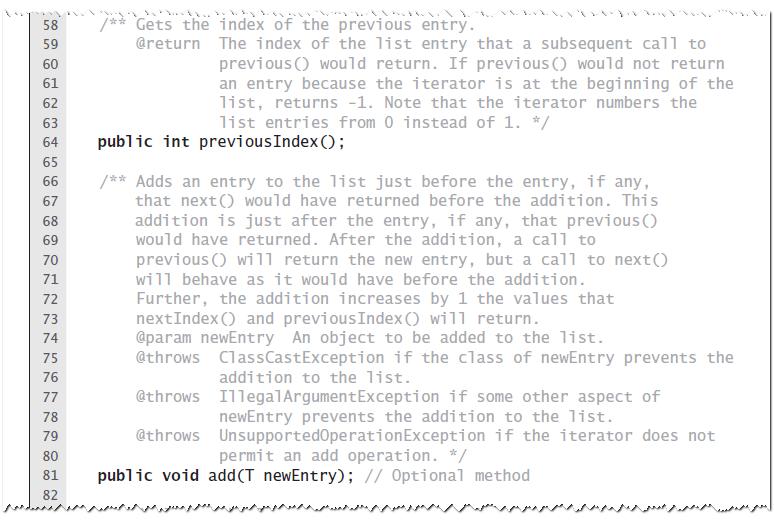 58 /** Gets the index of the previous entry.
59 @return The index of the list entry that a subsequent call to
60 previous() would return. If previous() would not return
61 an entry because the iterator is at the beginning of the
62 list, returns -1. Note that the iterator numbers the
63 list entries from 0 instead of 1. */
64 public int previousIndex();
65
66 /** Adds an entry to the list just before the entry, if any,
67 that next() would have returned before the addition. This
68 addition is just after the entry, if any, that previous()
69 would have returned. After the addition, a call to
70 previous() will return the new entry, but a call to next()
71 will behave as it would have before the addition.
72 Further, the addition increases by 1 the values that
73 nextIndex() and previousIndex() will return.
74 @param newEntry An object to be added to the list.
75 @throws ClassCastException if the class of newEntry prevents the
76 addition to the list.
77 @throws IllegalArgumentException if some other aspect of
78 newEntry prevents the addition to the list.
79 @throws UnsupportedOperationException if the iterator does not
80 permit an add operation. */
81 public void add(T newEntry); // Optional method
82